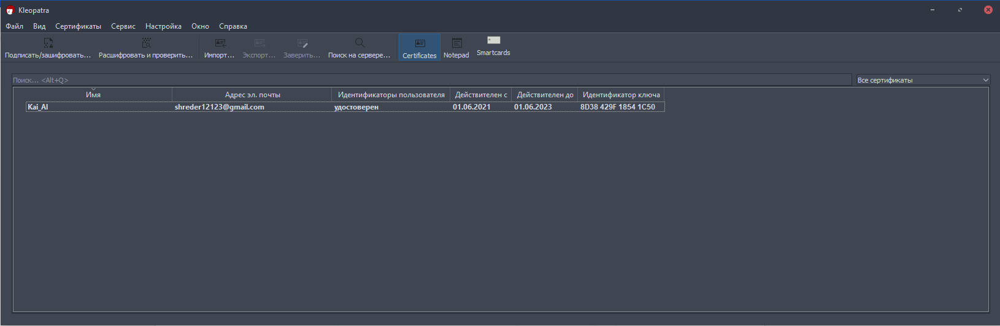 Kleopatra
Файл Вид Сертификаты Сервис Настройка Окно Справка
Подписать/зашифровать... Расшифровать и проверить... Импорт... Экспорт... Заверить... Поиск на сервере... Certificates Notepad Smartcards
Поиск... <Alt+Q> Все сертификаты
Имя Адрес эл. почты Идентификаторы пользователя Действителен с Действителен до Идентификатор ключа
Kai_Al shreder12123@gmail.com удостоверен 01.06.2021 01.06.2023 8D38 429F 1854 1C50